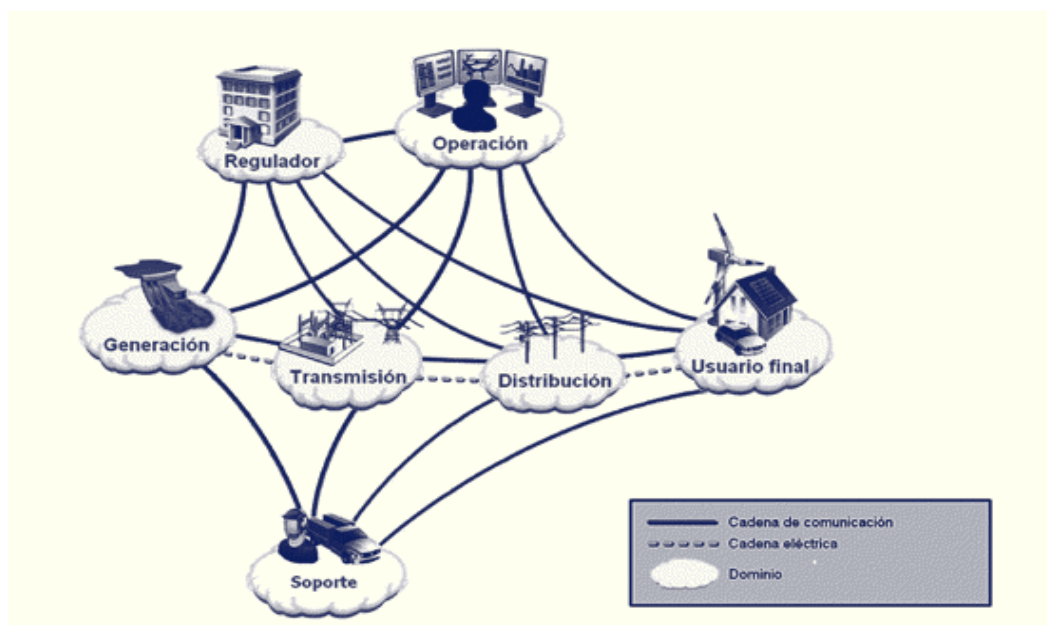 Operación
Regulador
Generación
Transmisión
Distribución
Usuario final
Soporte
Cadena de comunicación
Cadena eléctrica
Dominio